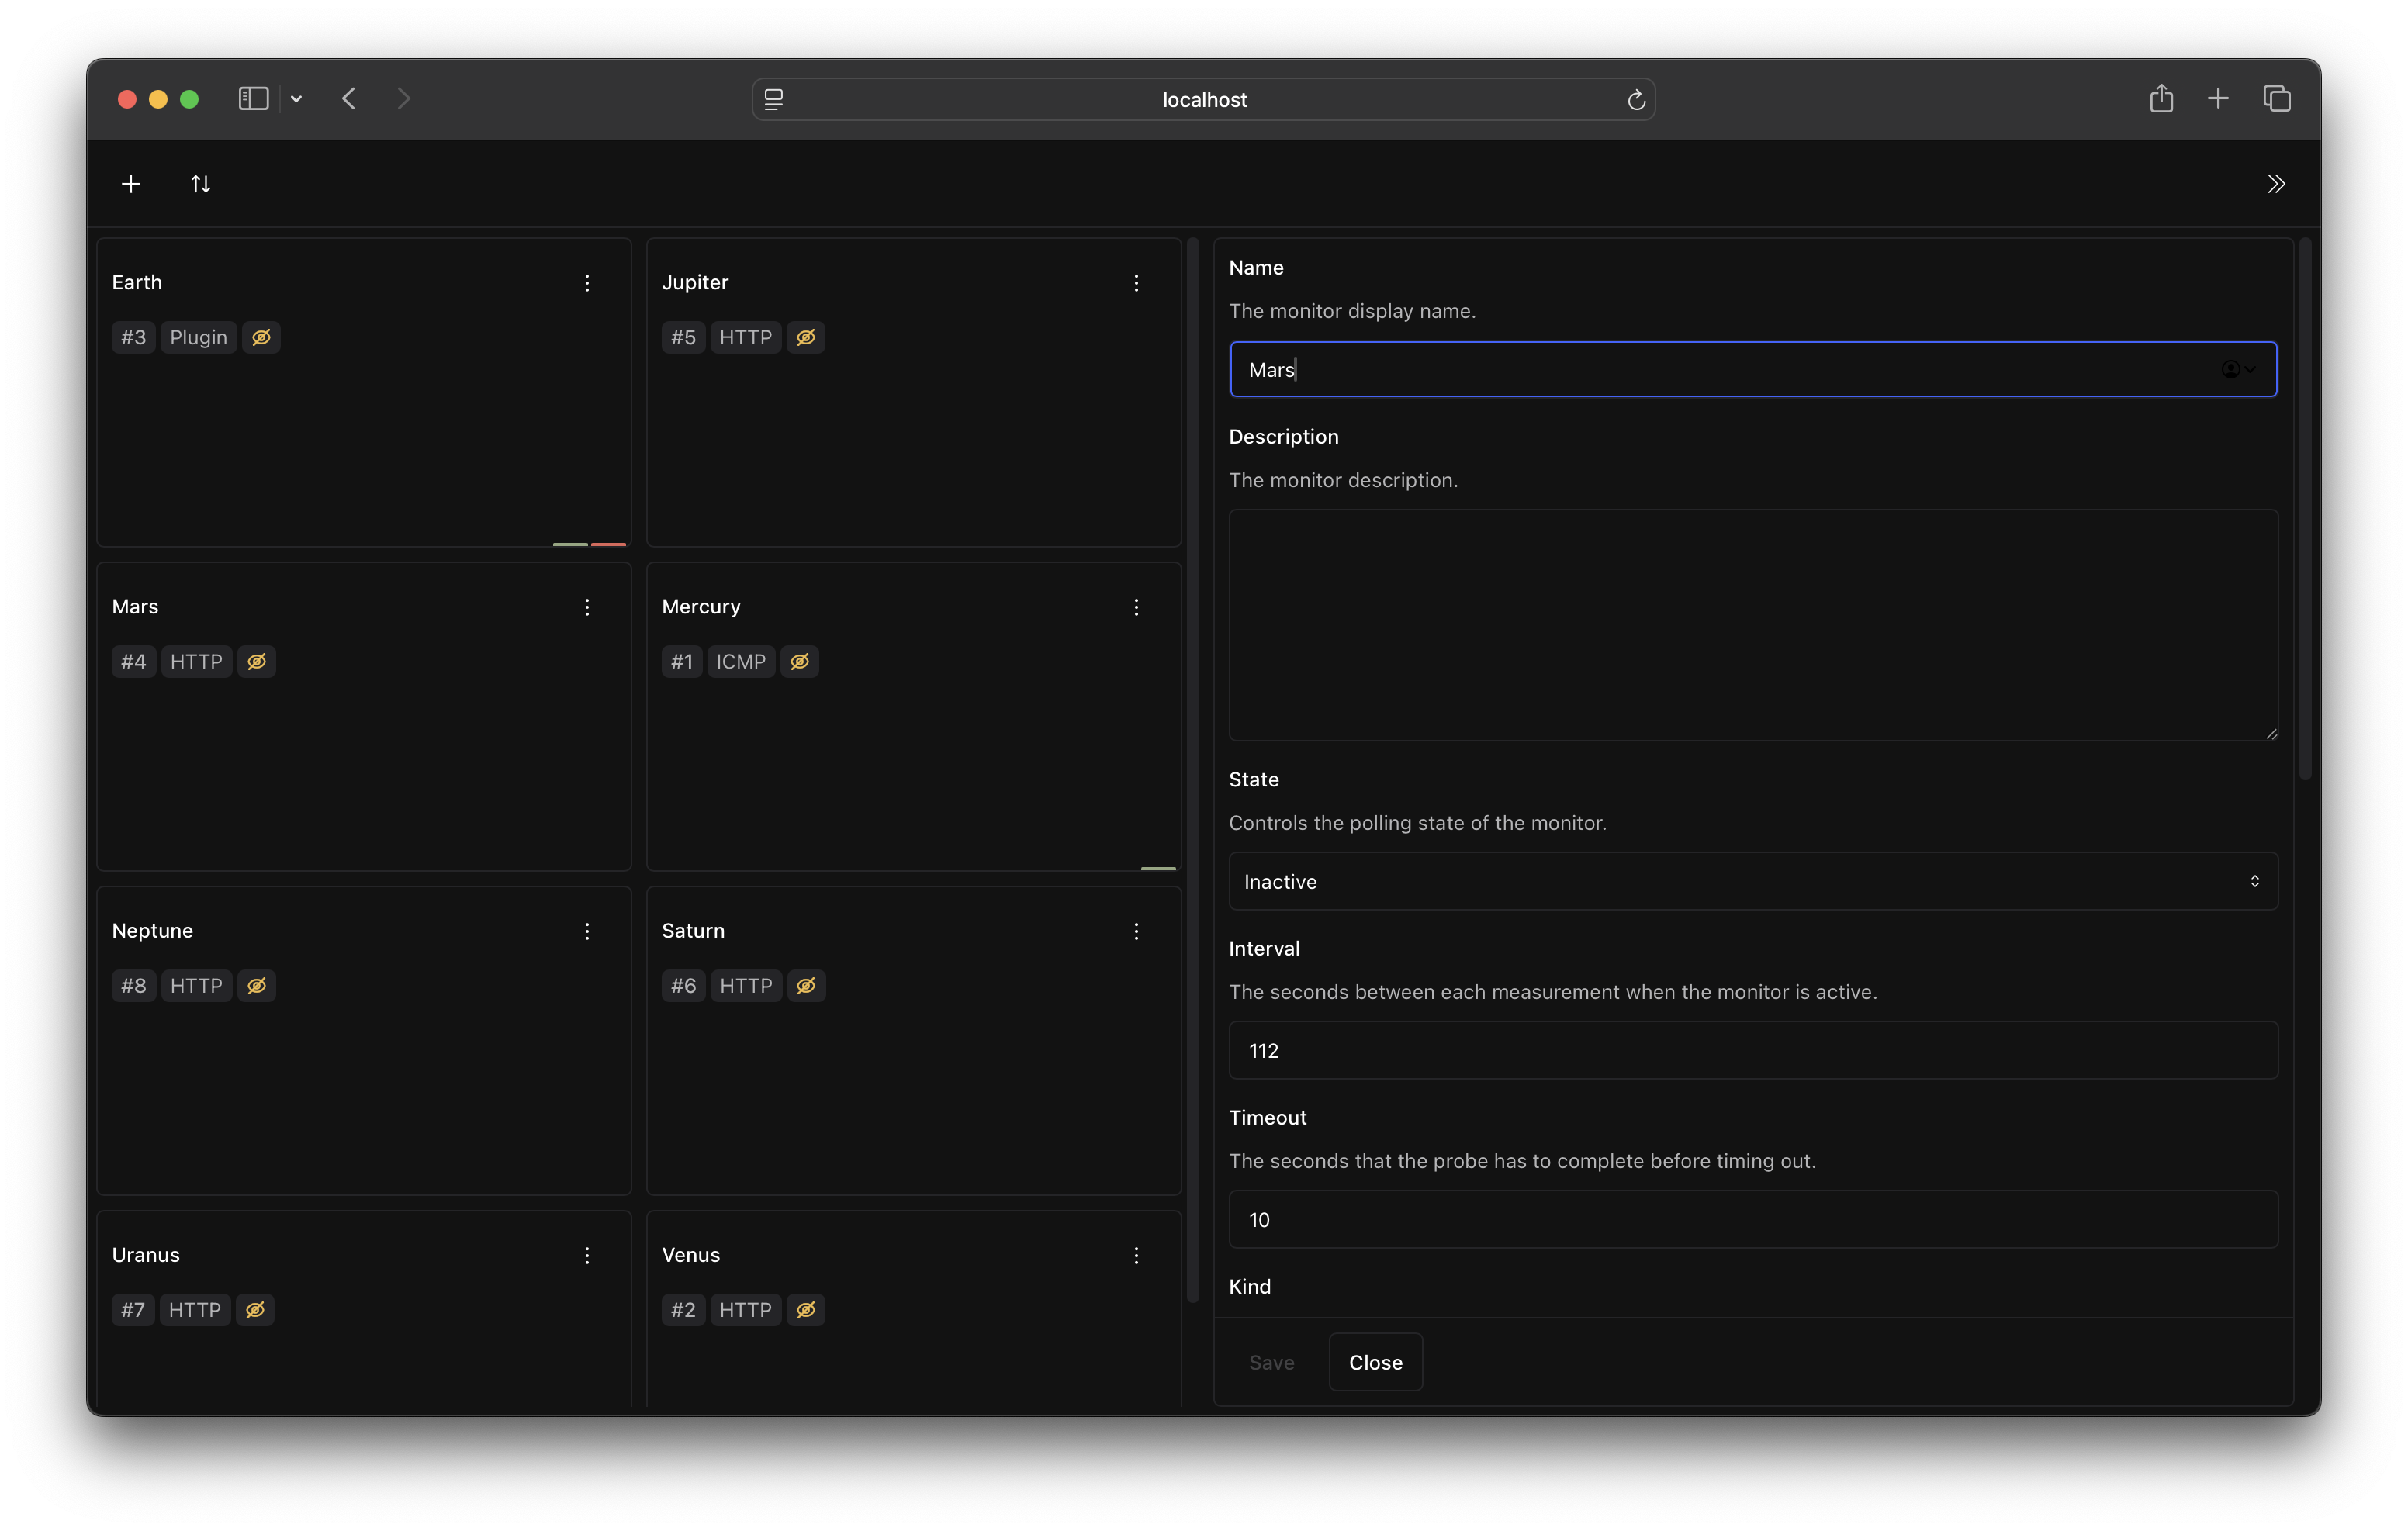 localhost
Earth
#3 Plugin
Jupiter
#5 HTTP
Mars
#4 HTTP
Mercury
#1 ICMP
Neptune
#8 HTTP
Saturn
#6 HTTP
Uranus
#7 HTTP
Venus
#2 HTTP
Name
The monitor display name.
Mars
Description
The monitor description.
State
Controls the polling state of the monitor.
Inactive
Interval
The seconds between each measurement when the monitor is active.
112
Timeout
The seconds that the probe has to complete before timing out.
10
Kind
Save Close